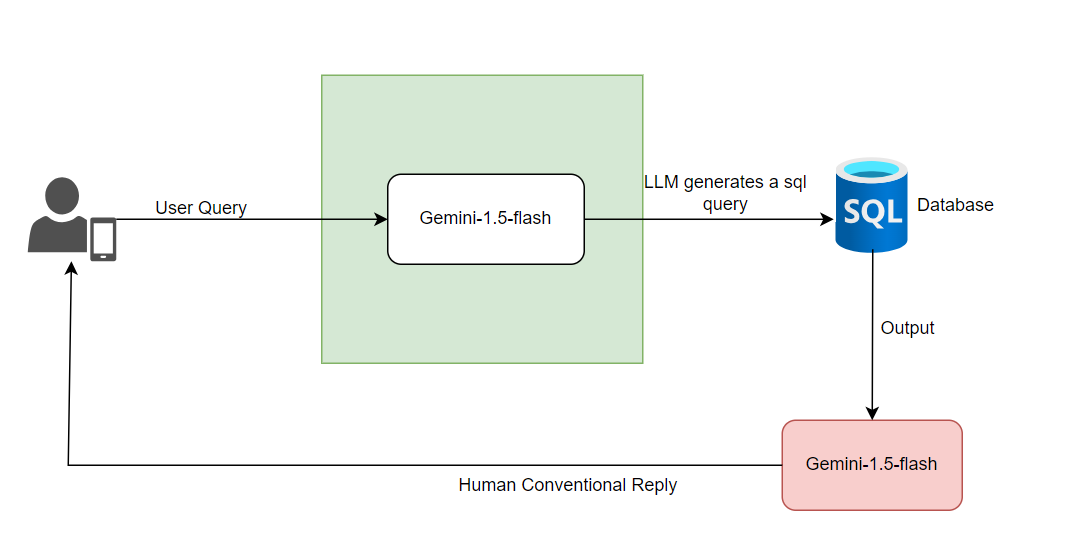 User Query
Gemini-1.5-flash
LLM generates a sql
query
SQL
Database
Output
Gemini-1.5-flash
Human Conventional Reply